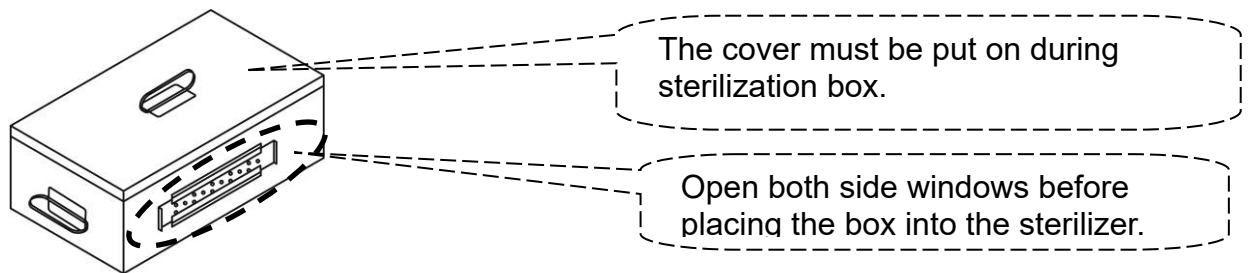 The cover must be put on during
sterilization box.
Open both side windows before
placing the box into the sterilizer.